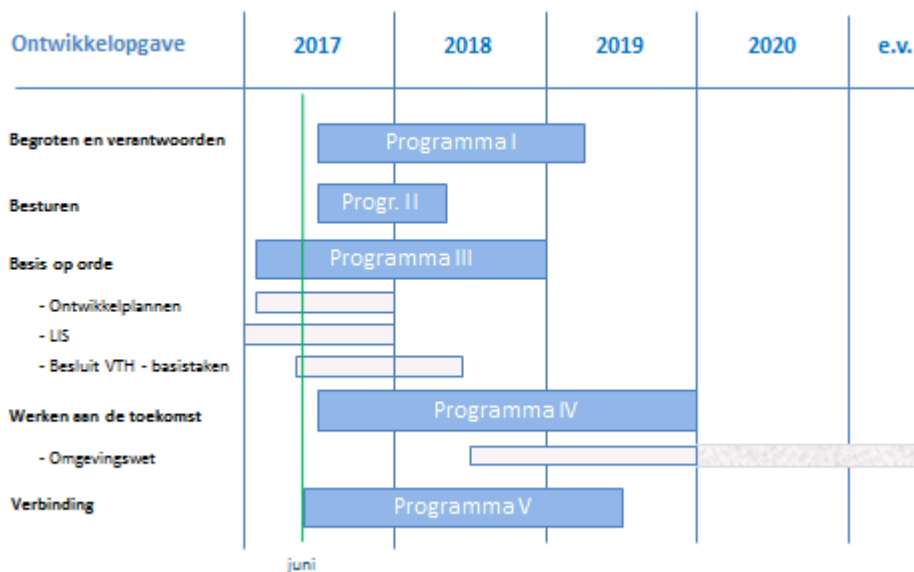 Ontwikkelopgave 2017 2018 2019 2020 e.v.
Begroten en verantwoorden Programma I
Besturen Progr. II
Basis op orde Programma III
- Ontwikkelplannen
- LIS
- Besluit VTH - basistaken
Werken aan de toekomst Programma IV
- Omgevingswet
Verbinding Programma V
juni